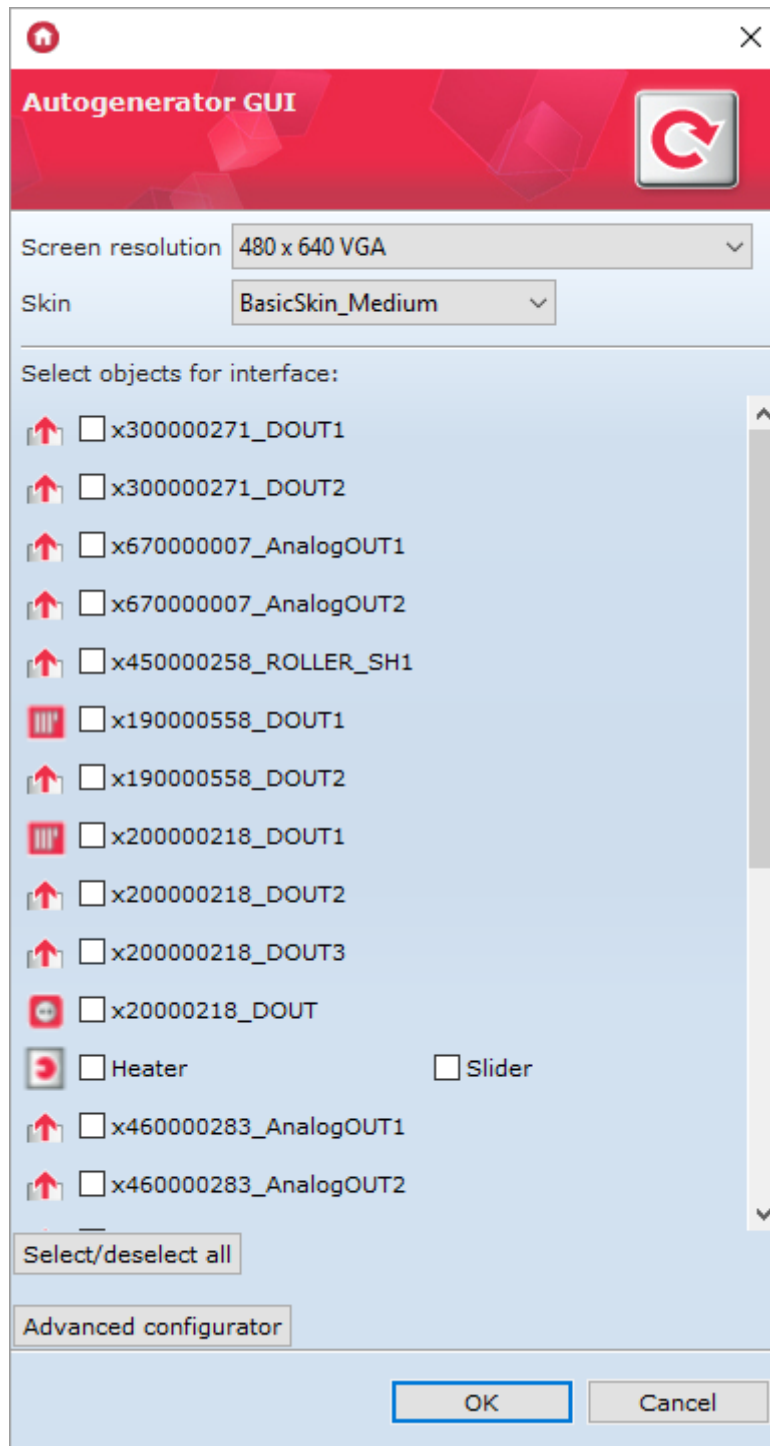 Autogenerator GUI
Screen resolution 480 x 640 VGA
Skin BasicSkin_Medium
Select objects for interface:
x300000271_DOUT1
x300000271_DOUT2
x670000007_AnalogOUT1
x670000007_AnalogOUT2
x450000258_ROLLER_SH1
x190000558_DOUT1
x190000558_DOUT2
x200000218_DOUT1
x200000218_DOUT2
x200000218_DOUT3
x20000218_DOUT
Heater Slider
x460000283_AnalogOUT1
x460000283_AnalogOUT2
Select/deselect all
Advanced configurator
OK Cancel